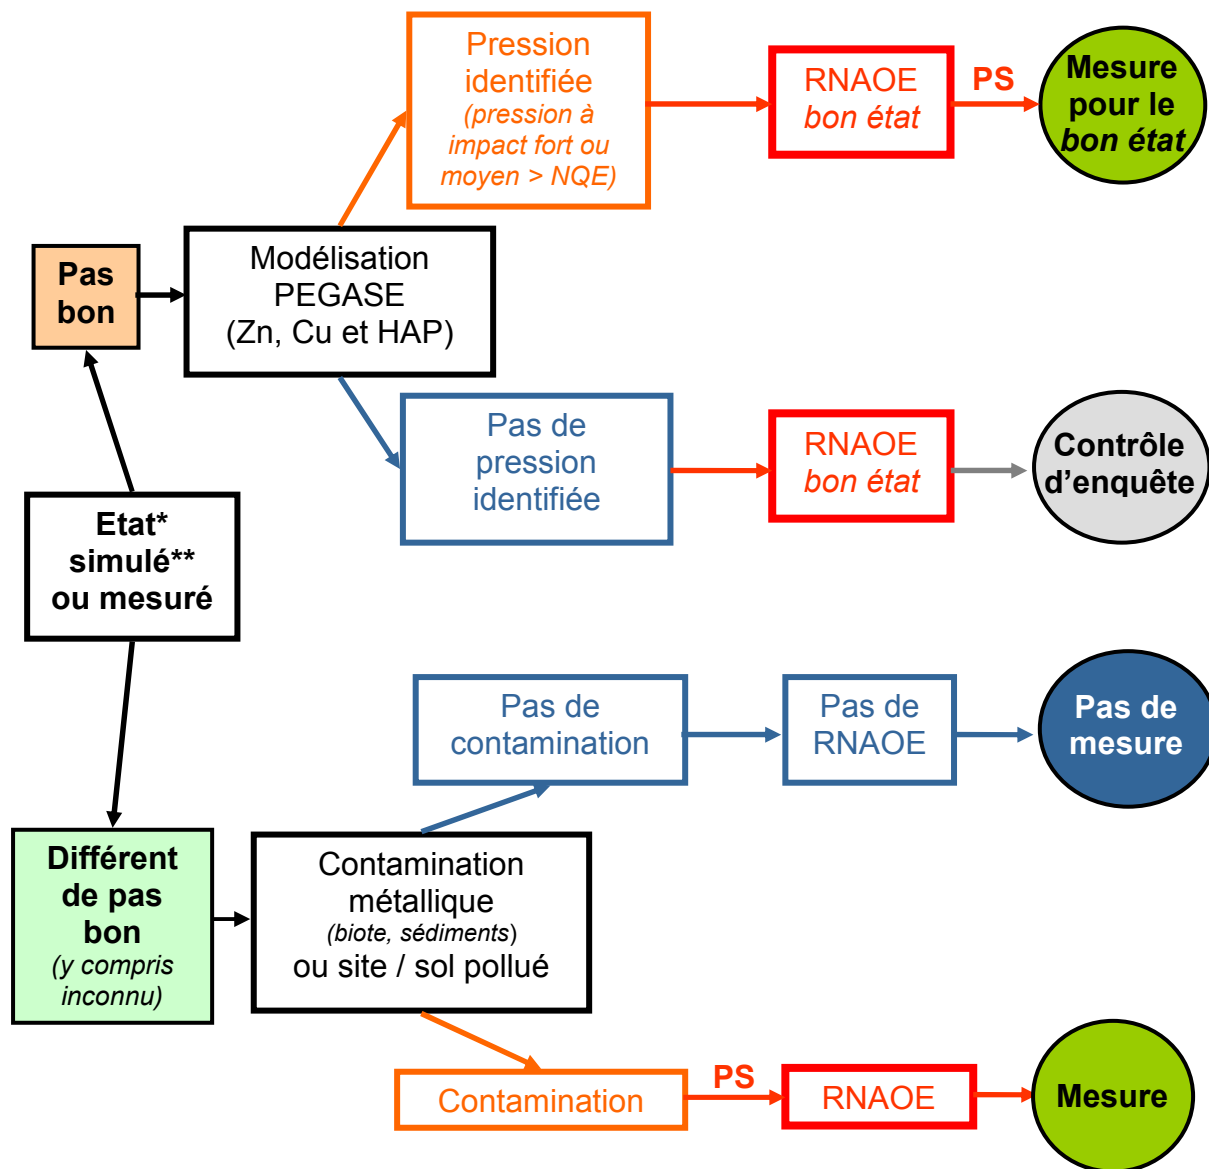 Pression
identifiée
(pression à
impact fort ou
moyen > NQE)
RNAOE
bon état
PS
Mesure
pour le
bon état
Pas
bon
Modélisation
PEGASE
(Zn, Cu et HAP)
Pas de
pression
identifiée
RNAOE
bon état
Contrôle
d’enquête
Etat*
simulé**
ou mesuré
Pas de
contamination
Pas de
RNAOE
Pas de
mesure
Différent
de pas
bon
(y compris
inconnu)
Contamination
métallique
(biote, sédiments)
ou site / sol pollué
Contamination
PS
RNAOE
Mesure